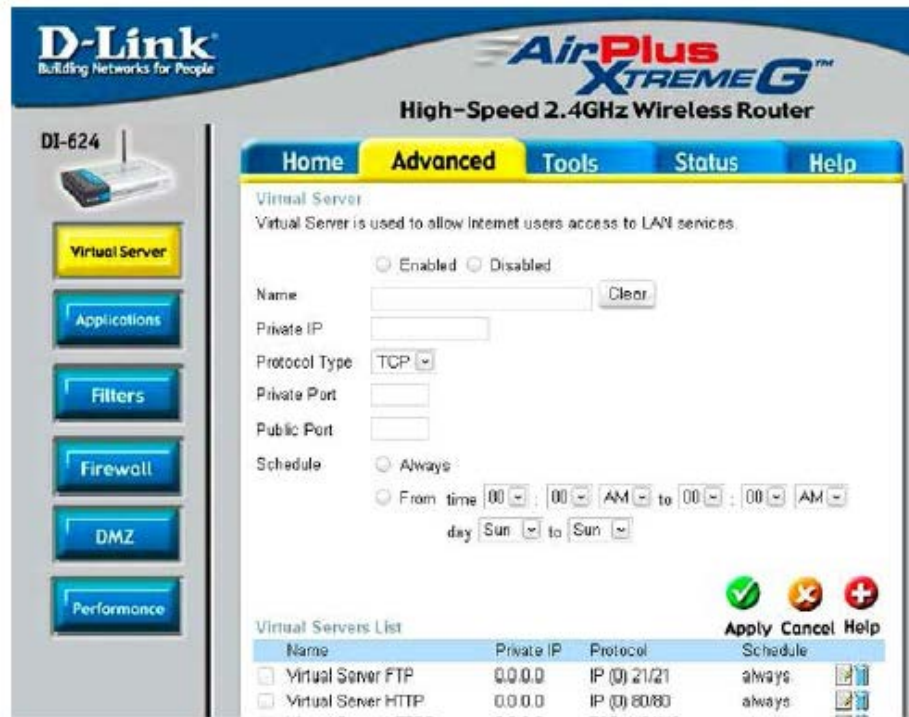 D-Link
Building Networks for People
AirPlus
XTREME G™
High-Speed 2.4GHz Wireless Router
DI-624
Home Advanced Tools Status Help
Virtual Server
Applications
Filters
Firewall
DMZ
Performance
Virtual Server
Virtual Server is used to allow Internet users access to LAN services.
Enabled Disabled
Name Clear
Private IP
Protocol Type TCP
Private Port
Public Port
Schedule Always
From time 00 : 00 AM to 00 : 00 AM
day Sun to Sun
Apply Cancel Help
Virtual Servers List
Name Private IP Protocol Schedule
Virtual Server FTP 0.0.0.0 IP (0) 21/21 always
Virtual Server HTTP 0.0.0.0 IP (0) 80/80 always